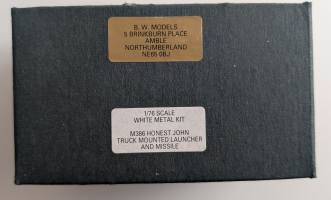 B. W. MODELS
5 BRINKBURN PLACE
AMBLE
NORTHUMBERLAND
NE65 0BJ
1/76 SCALE
WHITE METAL KIT
M386 HONEST JOHN
TRUCK MOUNTED LAUNCHER
AND MISSILE